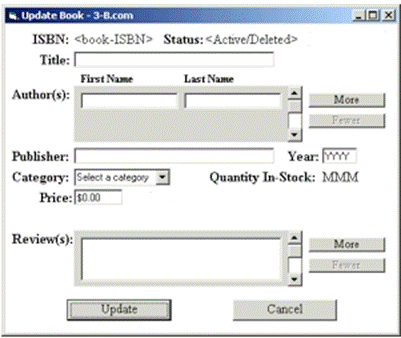 Update Book - 3-B.com
ISBN: <book-ISBN> Status: <Active/Deleted>
Title:
First Name Last Name
Author(s): More
Fewer
Publisher: Year: YYYY
Category: Select a category Quantity In-Stock: MMM
Price: $0.00
Review(s): More
Fewer
Update Cancel